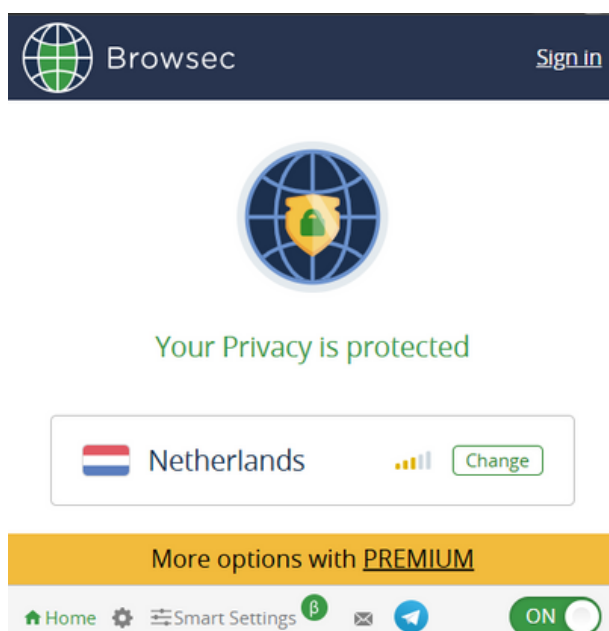 Browsec Sign in
Your Privacy is protected
Netherlands Change
More options with PREMIUM
Home Smart Settings β ON